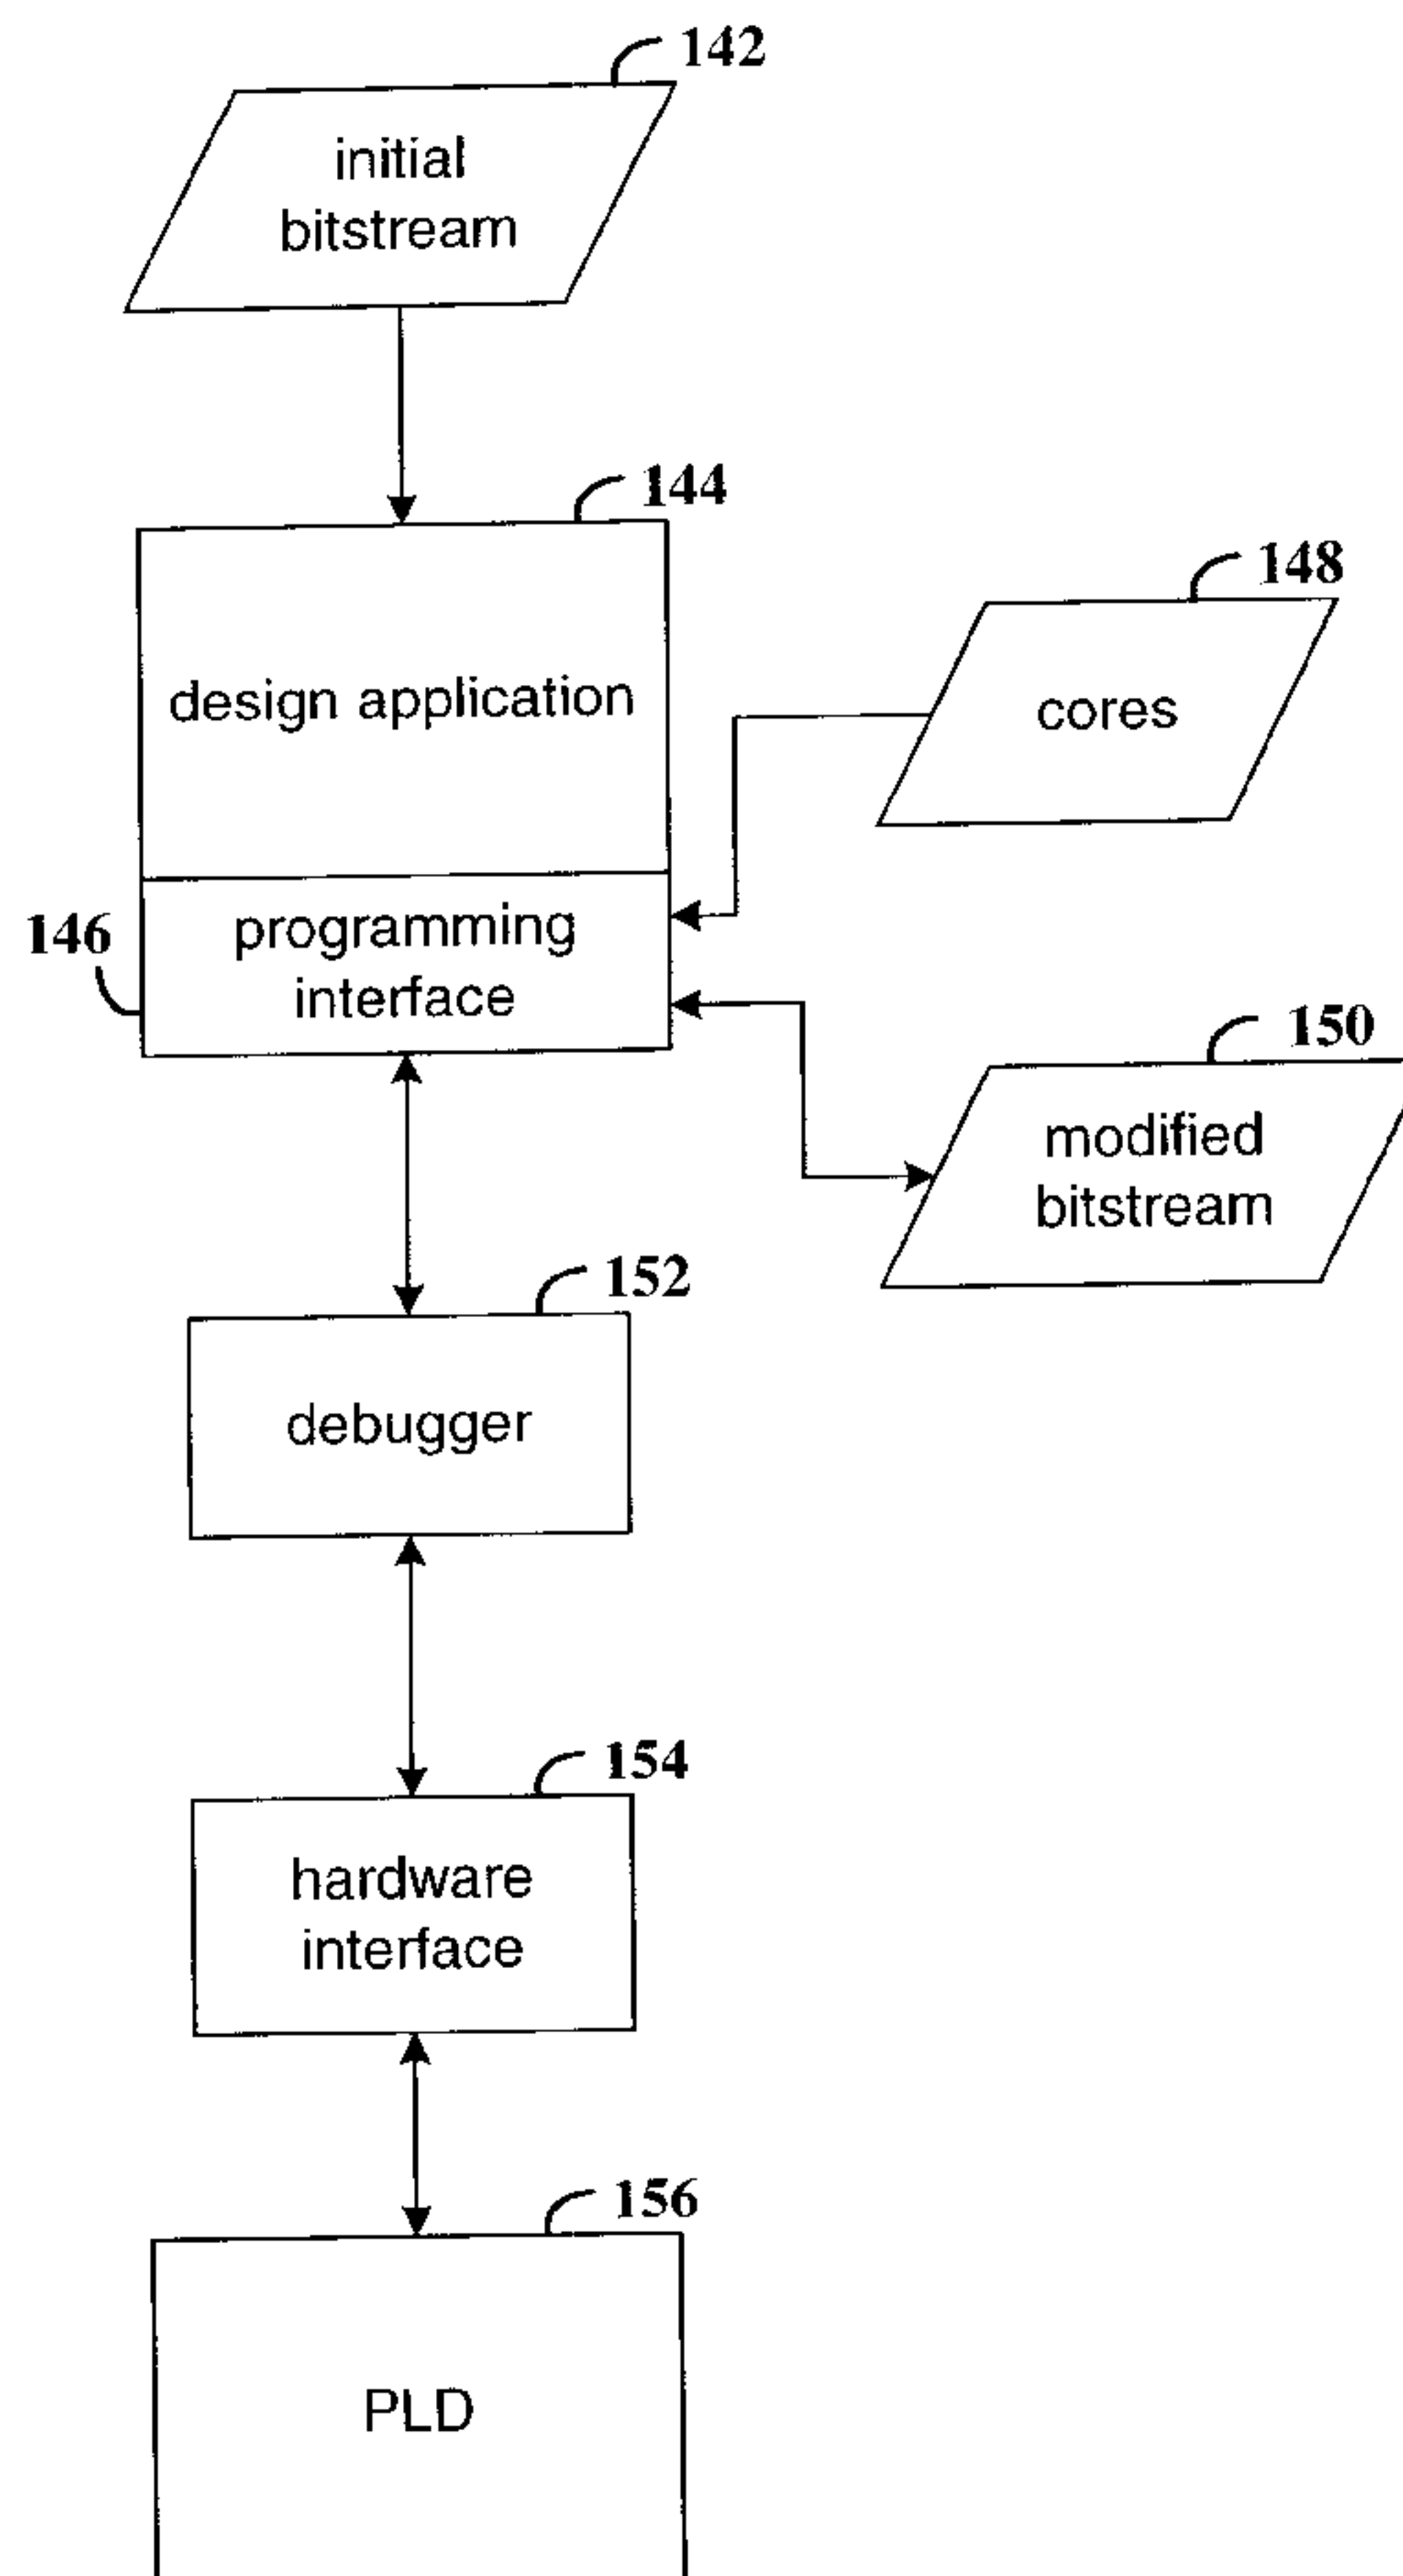 142
initial
bitstream
144
design application
148
cores
146
programming
interface
150
modified
bitstream
152
debugger
154
hardware
interface
156
PLD